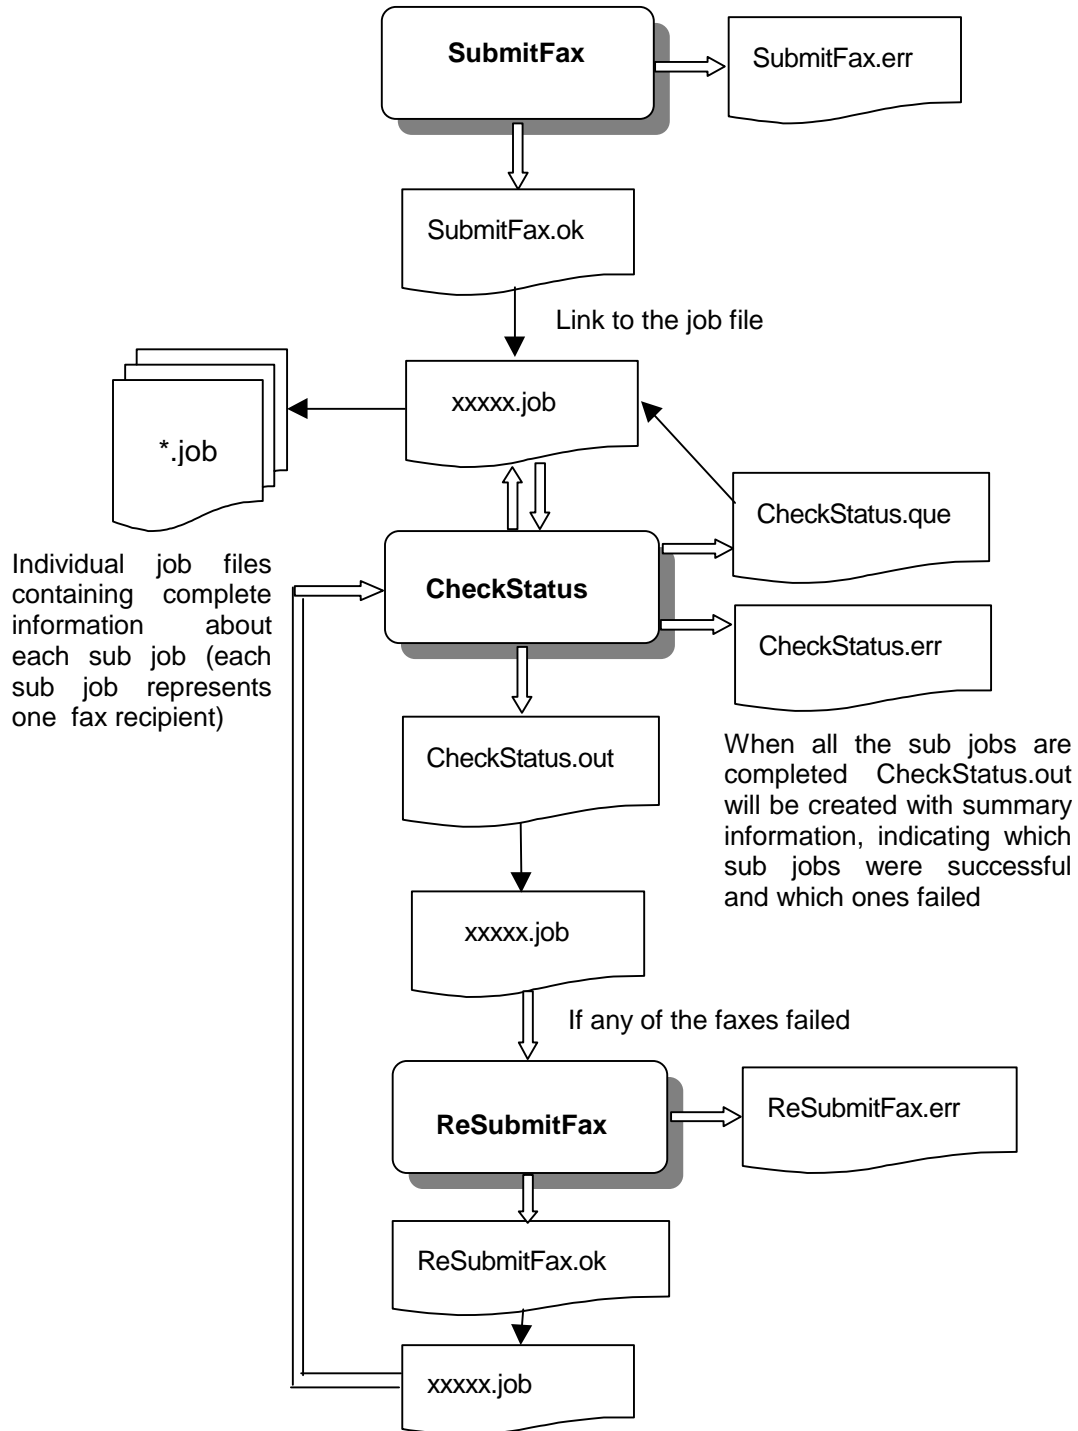 SubmitFax
SubmitFax.err
SubmitFax.ok
Link to the job file
xxxxx.job
*.job
CheckStatus.que
Individual job files
containing complete
information about
each sub job (each
sub job represents
one fax recipient)
CheckStatus
CheckStatus.err
CheckStatus.out
When all the sub jobs are
completed CheckStatus.out
will be created with summary
information, indicating which
sub jobs were successful
and which ones failed
xxxxx.job
If any of the faxes failed
ReSubmitFax
ReSubmitFax.err
ReSubmitFax.ok
xxxxx.job